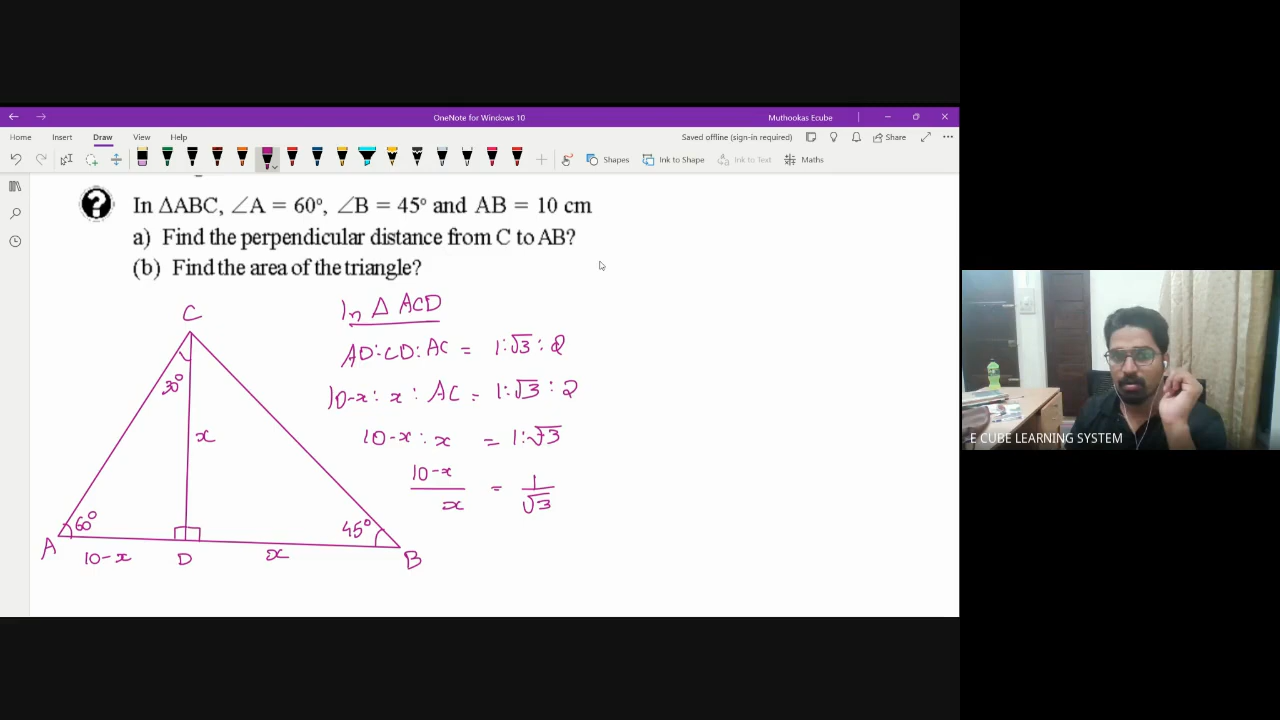 OneNote for Windows 10
Muthookas Ecube
Home Insert Draw View Help
Saved offline (sign-in required)
Share
Shapes
Ink to Shape
Ink to Text
Maths
In ΔABC, ∠A = 60°, ∠B = 45° and AB = 10 cm
a) Find the perpendicular distance from C to AB?
(b) Find the area of the triangle?
C
30°
x
60°
45°
A
10-x
D
x
B
In Δ ACD
AD:CD:AC = 1:√3:2
10-x : x : AC = 1:√3:2
10-x : x = 1:√3
10-x / x = 1 / √3
E CUBE LEARNING SYSTEM